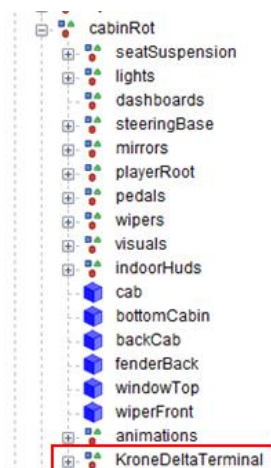 cabinRot
seatSuspension
lights
dashboards
steeringBase
mirrors
playerRoot
pedals
wipers
visuals
indoorHuds
cab
bottomCabin
backCab
fenderBack
windowTop
wiperFront
animations
KroneDeltaTerminal